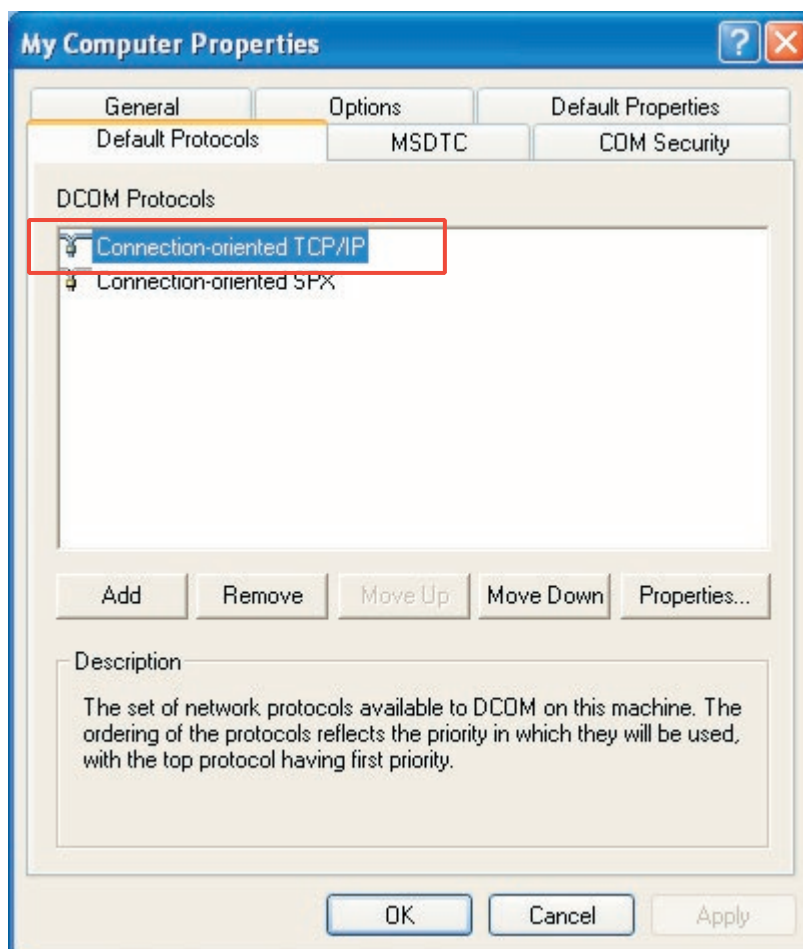 My Computer Properties
General Options Default Properties
Default Protocols MSDTC COM Security
DCOM Protocols
Connection-oriented TCP/IP
Connection-oriented SPX
Add Remove Move Up Move Down Properties...
Description
The set of network protocols available to DCOM on this machine. The
ordering of the protocols reflects the priority in which they will be used,
with the top protocol having first priority.
OK Cancel Apply